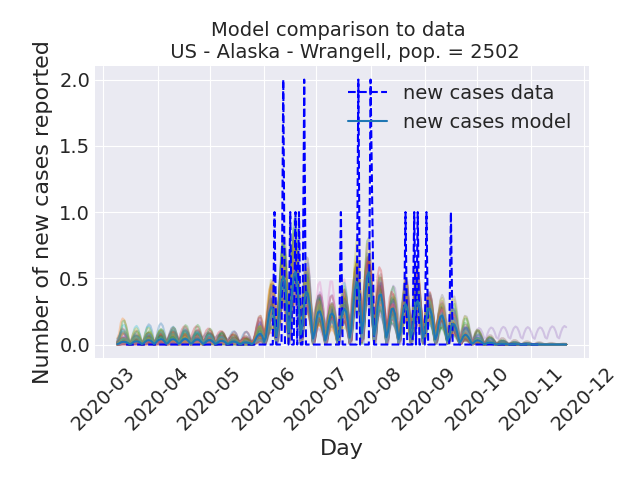 Model comparison to data
US - Alaska - Wrangell, pop. = 2502
Number of new cases reported
2.0
1.5
1.0
0.5
0.0
new cases data
new cases model
2020-03
2020-04
2020-05
2020-06
2020-07
2020-08
2020-09
2020-10
2020-11
2020-12
Day